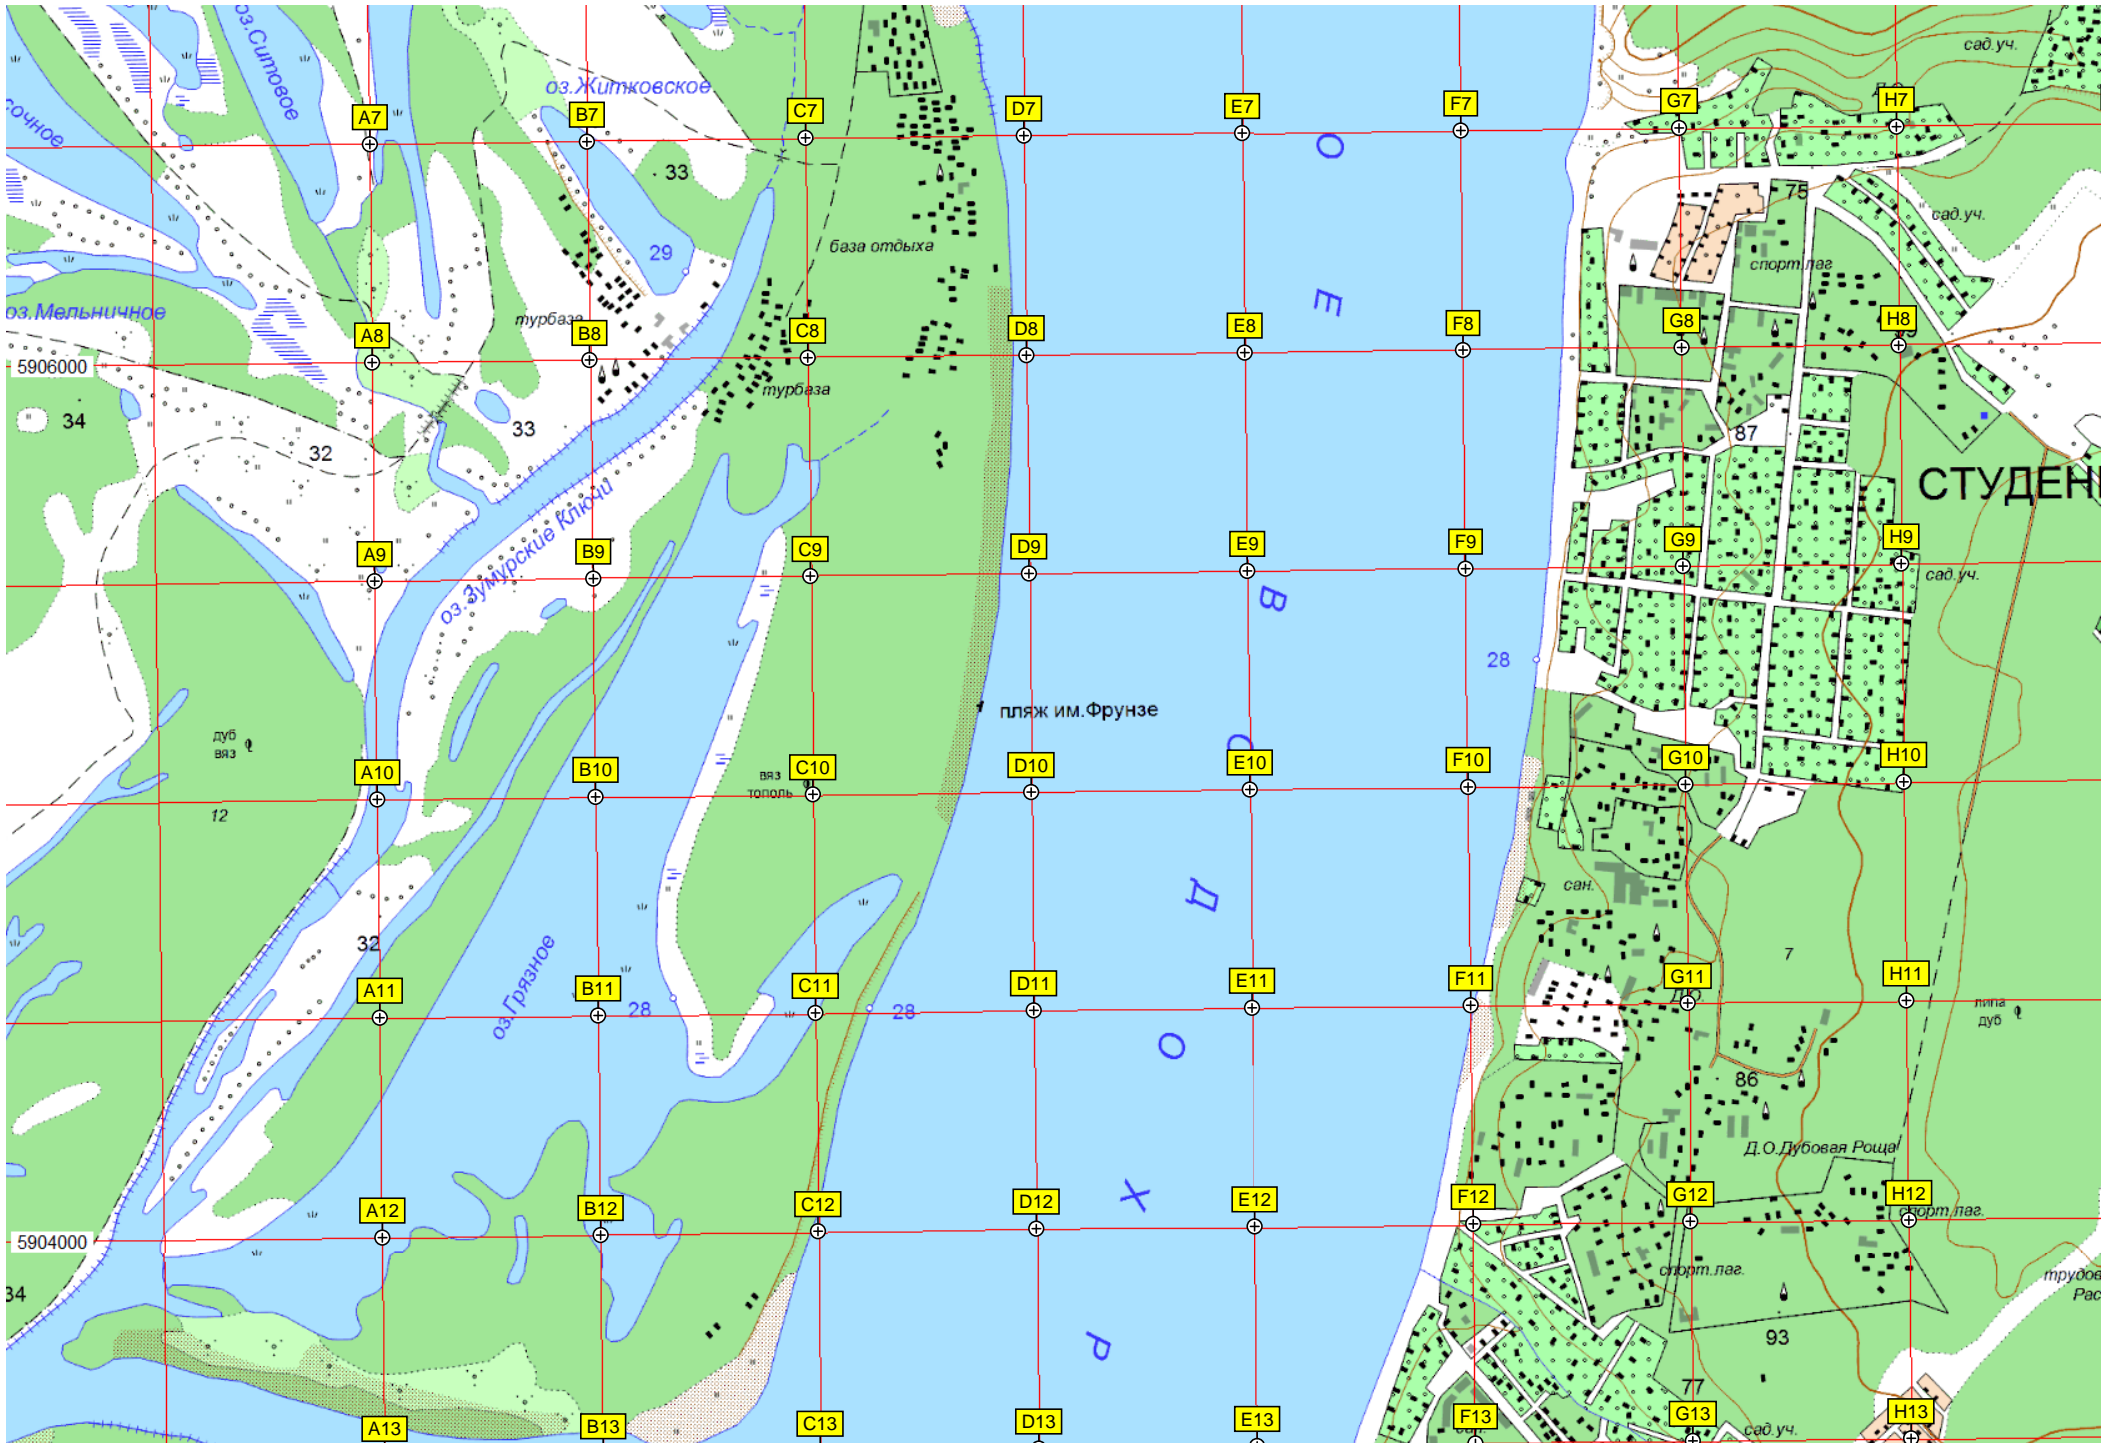 оз.Ситовое
сад.уч.
оз.Житковское
A7
B7
C7
D7
E7
F7
G7
H7
О
33
75
сад.уч.
29
база отдыха
спорт.лаг
Е
оз.Мельничное
турбаза
A8
B8
C8
D8
E8
F8
G8
H8
5906000
турбаза
34
32
33
87
оз.Зумурские Ключи
A9
B9
C9
D9
E9
F9
G9
H9
сад.уч.
В
28
пляж им.Фрунзе
дуб
вяз
С
A10
B10
C10
D10
E10
F10
G10
H10
вяз
тополь
12
Д
сан.
32
7
оз.Грязное
A11
B11
C11
D11
E11
F11
G11
H11
28
28
липа
дуб
О
86
Д.О.Дубовая Роща
Х
A12
B12
C12
D12
E12
F12
G12
H12
спорт.лаг.
5904000
спорт.лаг.
34
93
Р
77
A13
B13
C13
D13
E13
F13
G13
H13
сад.уч.